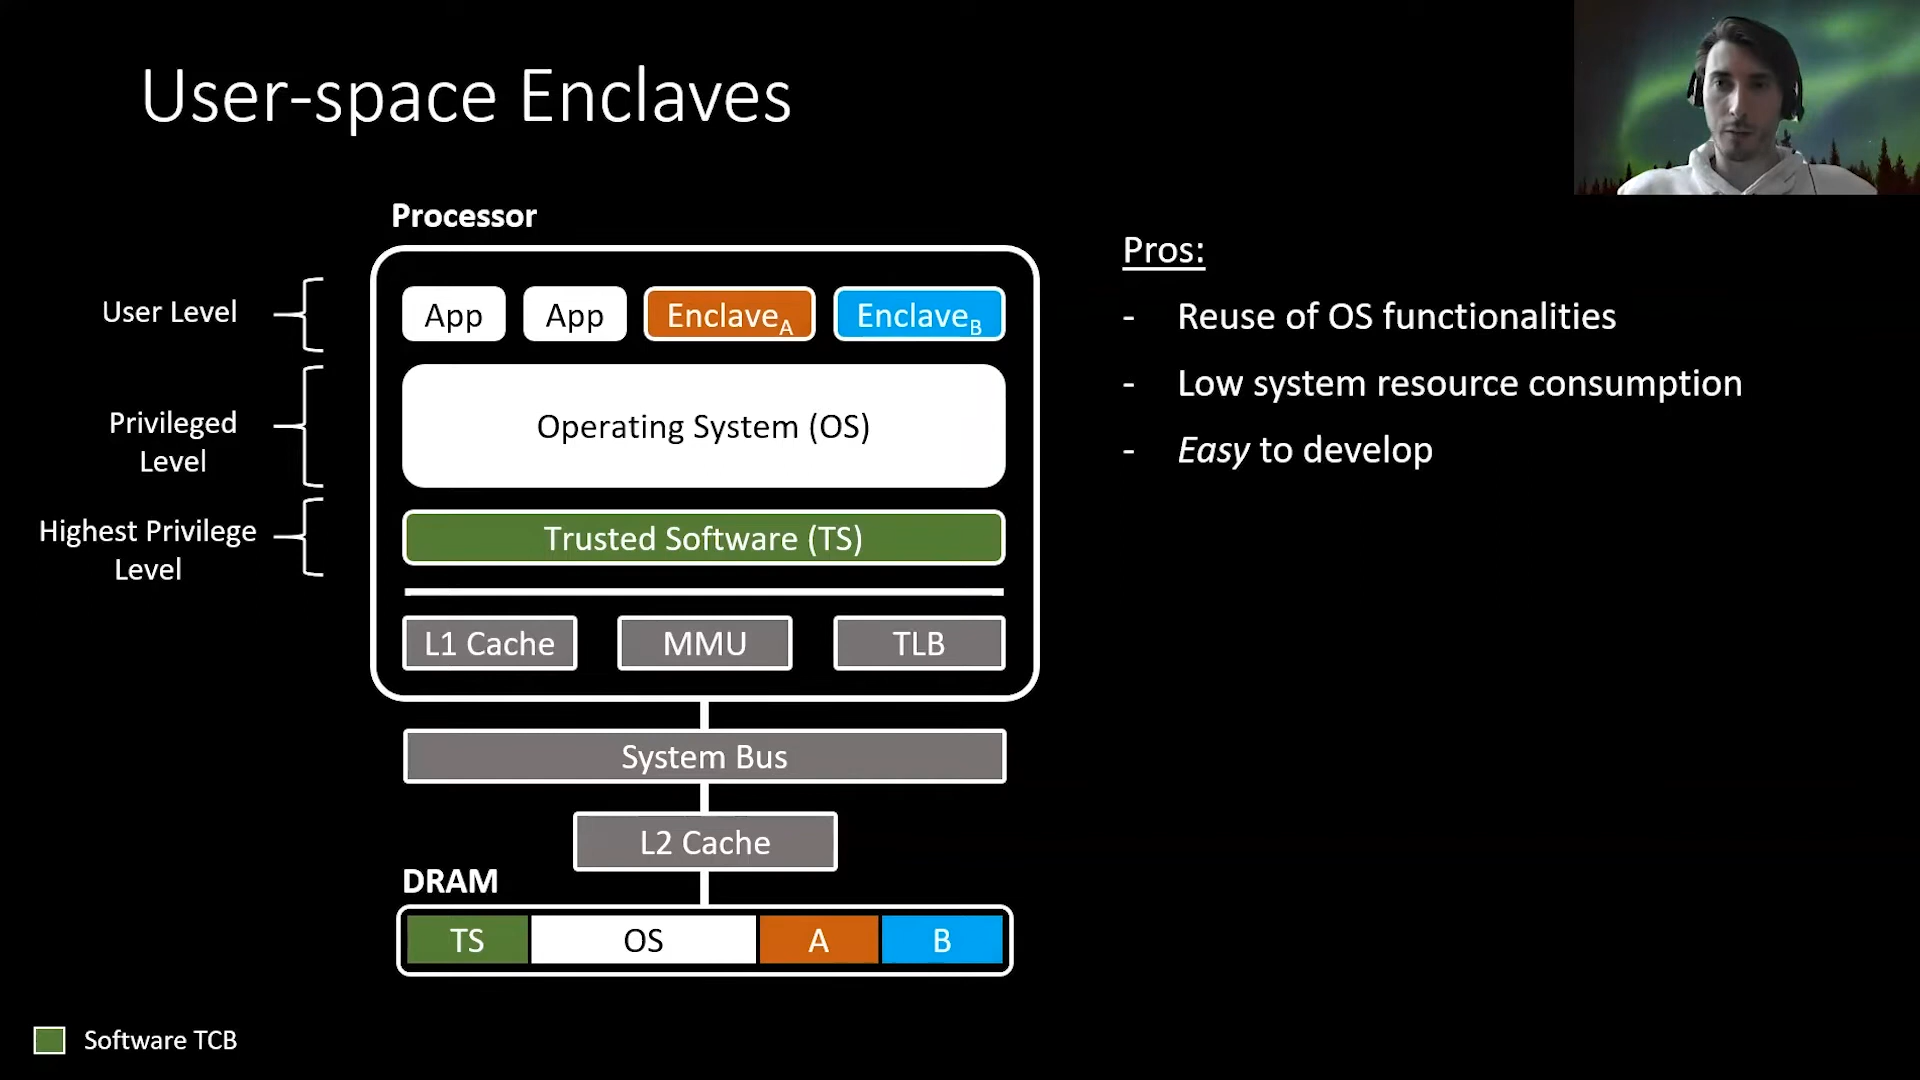 User-space Enclaves
Processor
User Level
App App Enclave_A Enclave_B
Privileged
Level
Operating System (OS)
Highest Privilege
Level
Trusted Software (TS)
L1 Cache MMU TLB
System Bus
L2 Cache
DRAM
TS OS A B
Software TCB
Pros:
- Reuse of OS functionalities
- Low system resource consumption
- Easy to develop